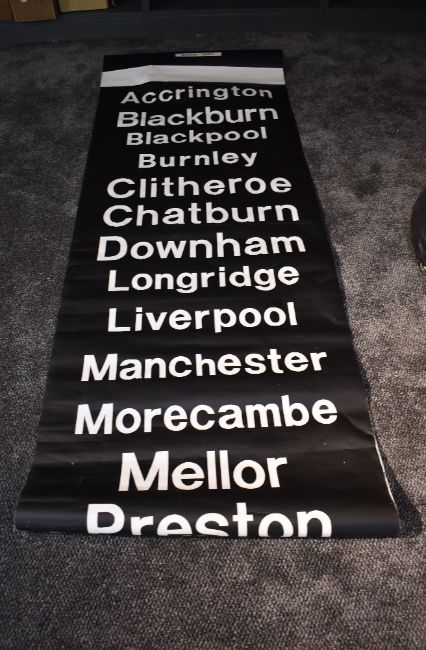 Accrington
Blackburn
Blackpool
Burnley
Clitheroe
Chatburn
Downham
Longridge
Liverpool
Manchester
Morecambe
Mellor
Preston